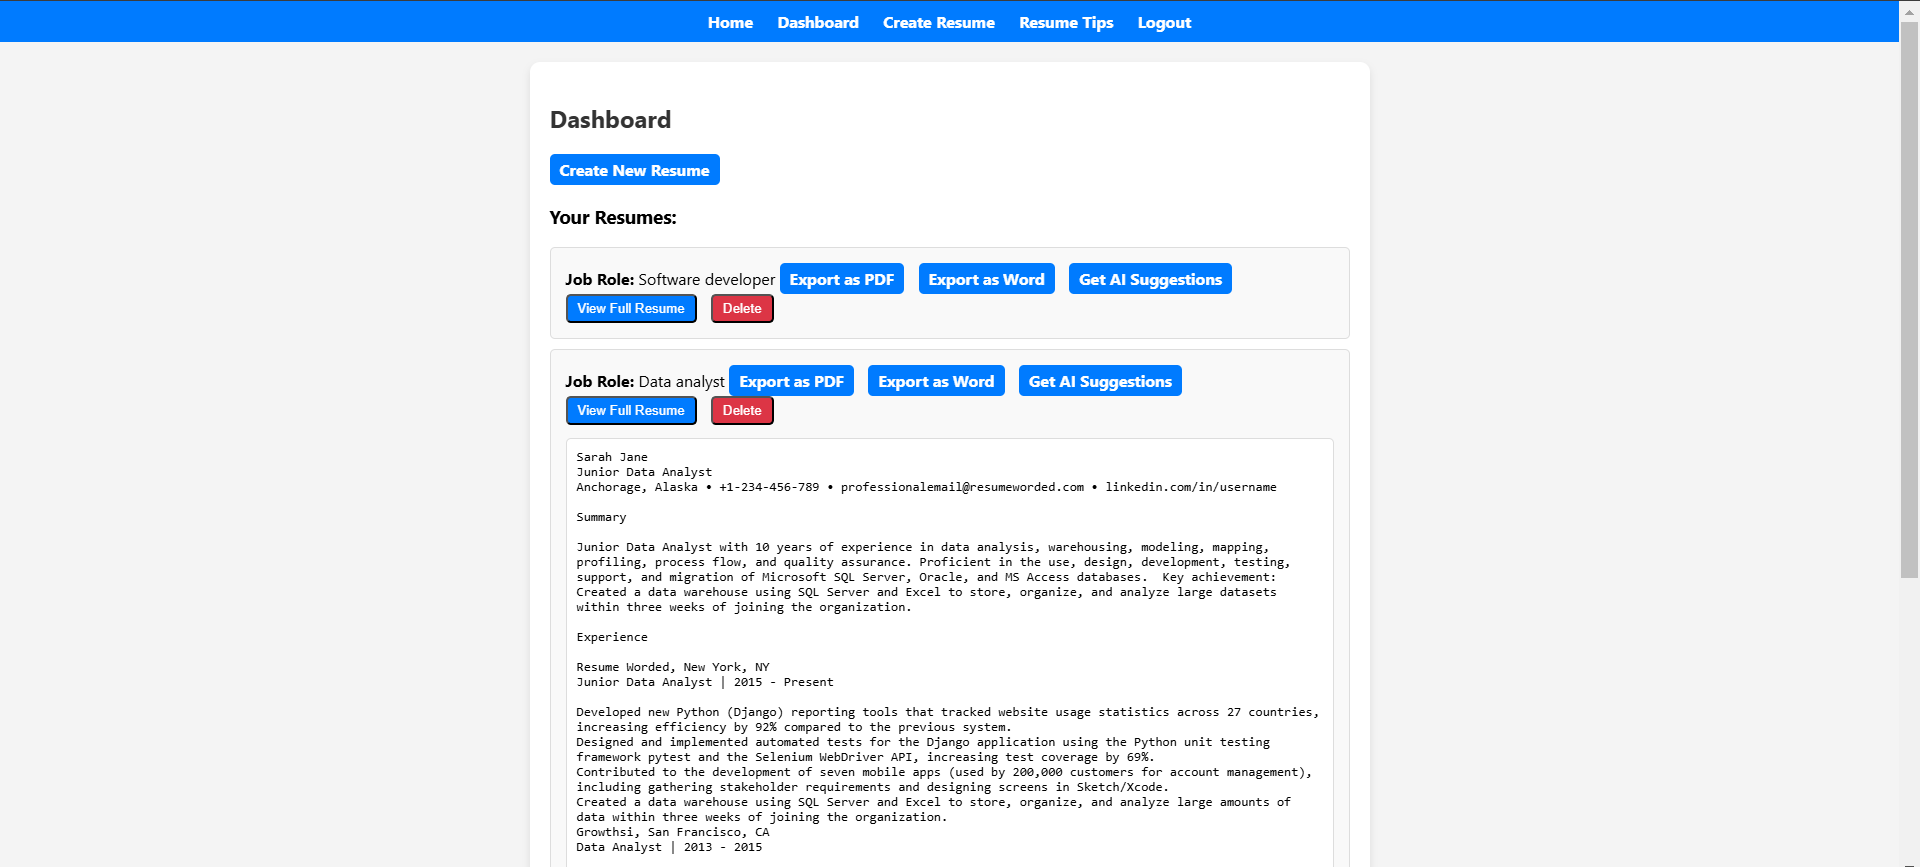 Home Dashboard Create Resume Resume Tips Logout
Dashboard
Create New Resume
Your Resumes:
Job Role: Software developer Export as PDF Export as Word Get AI Suggestions
View Full Resume Delete
Job Role: Data analyst Export as PDF Export as Word Get AI Suggestions
View Full Resume Delete
Sarah Jane
Junior Data Analyst
Anchorage, Alaska • +1-234-456-789 • professionalemail@resumeworded.com • linkedin.com/in/username
Summary
Junior Data Analyst with 10 years of experience in data analysis, warehousing, modeling, mapping,
profiling, process flow, and quality assurance. Proficient in the use, design, development, testing,
support, and migration of Microsoft SQL Server, Oracle, and MS Access databases.  Key achievement:
Created a data warehouse using SQL Server and Excel to store, organize, and analyze large datasets
within three weeks of joining the organization.
Experience
Resume Worded, New York, NY
Junior Data Analyst | 2015 - Present
Developed new Python (Django) reporting tools that tracked website usage statistics across 27 countries,
increasing efficiency by 92% compared to the previous system.
Designed and implemented automated tests for the Django application using the Python unit testing
framework pytest and the Selenium WebDriver API, increasing test coverage by 69%.
Contributed to the development of seven mobile apps (used by 200,000 customers for account management),
including gathering stakeholder requirements and designing screens in Sketch/Xcode.
Created a data warehouse using SQL Server and Excel to store, organize, and analyze large amounts of
data within three weeks of joining the organization.
Growthsi, San Francisco, CA
Data Analyst | 2013 - 2015